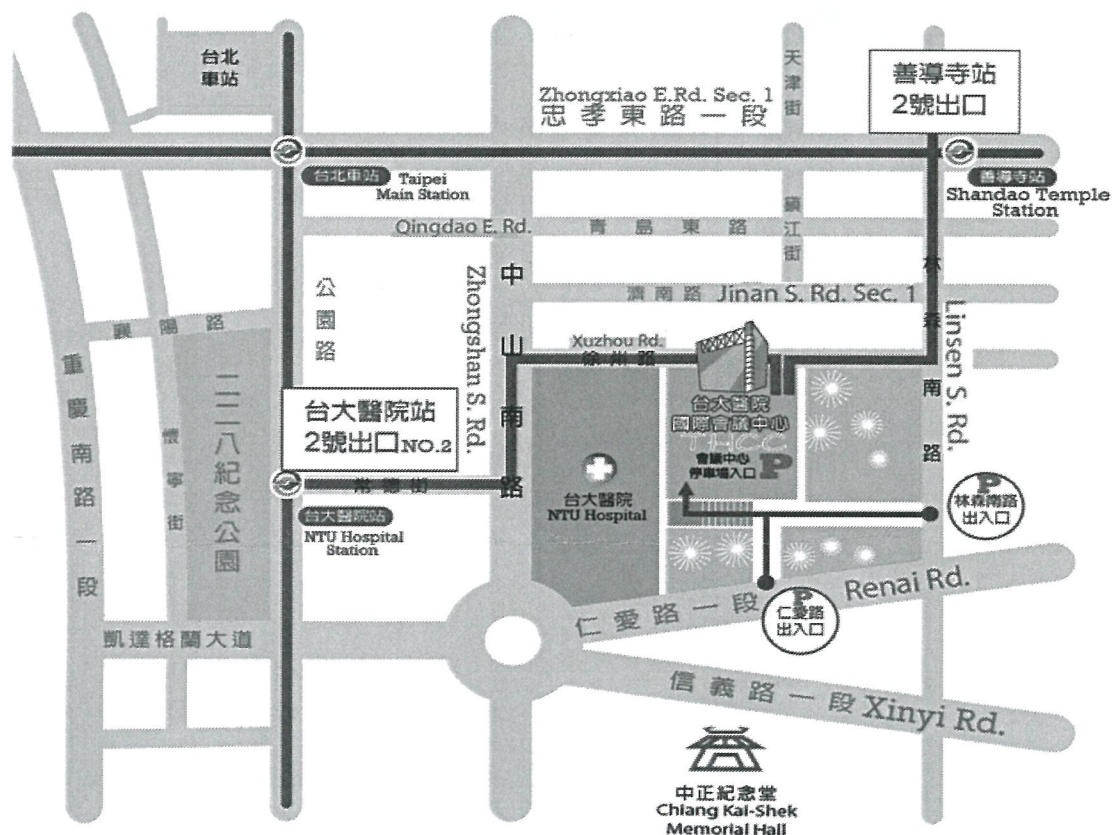 台北
車站
天津街
善導寺站
2號出口
Zhongxiao E.Rd. Sec. 1
忠孝東路一段
台北車站
Taipei
Main Station
善導寺站
Shandao Temple
Station
Qingdao E. Rd.
青島東路
鎮江街
中山南路
Zhongshan S. Rd.
公園路
濟南路 Jinan S. Rd. Sec. 1
林森南路
Linsen S. Rd.
襄陽路
重慶南路一段
懷寧街
二二八紀念公園
Xuzhou Rd.
徐州路
台大醫院站
2號出口NO.2
台大醫院
國際會議中心
THCC
會議中心
停車場入口 P
常德街
台大醫院站
NTU Hospital
Station
台大醫院
NTU Hospital
P
林森南路
出入口
仁愛路一段 Renai Rd.
P
仁愛路
出入口
凱達格蘭大道
信義路一段 Xinyi Rd.
中正紀念堂
Chiang Kai-Shek
Memorial Hall